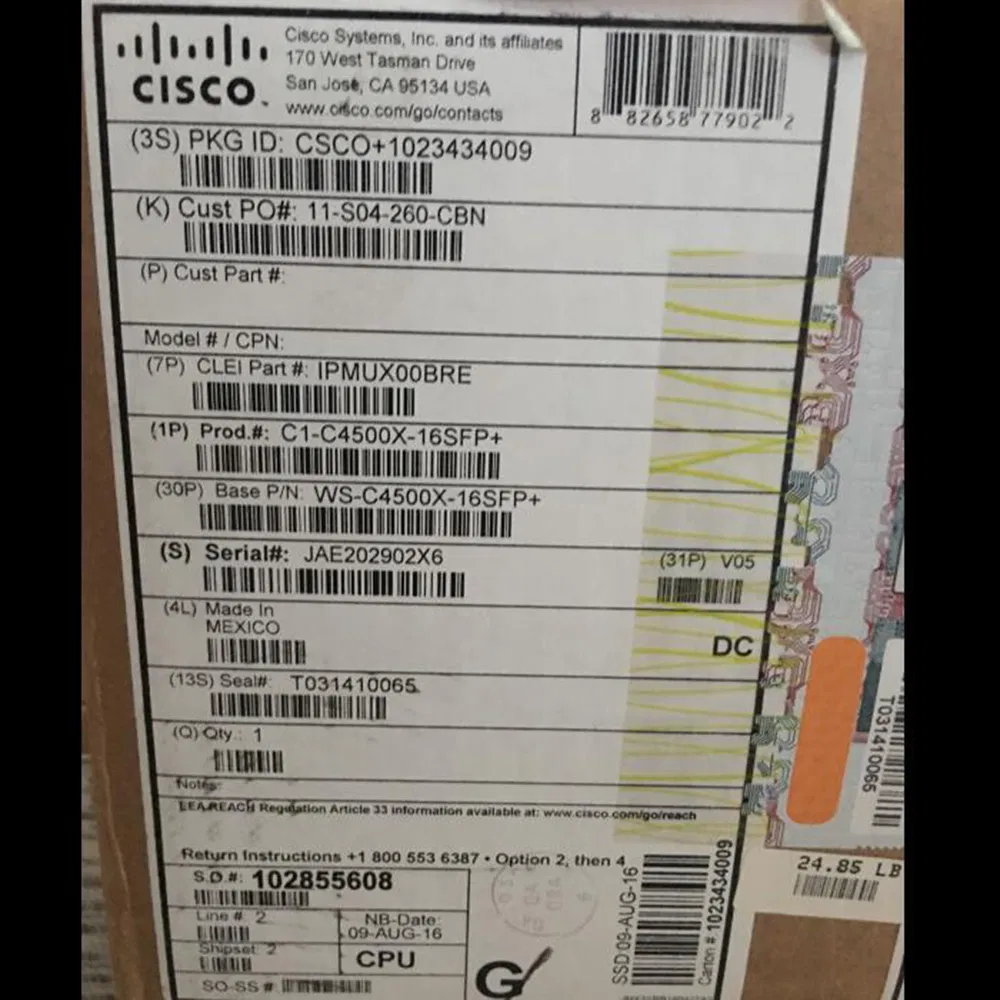 CISCO
Cisco Systems, Inc. and its affiliates
170 West Tasman Drive
San José, CA 95134 USA
www.cisco.com/go/contacts
8 82658 77902 2
(3S) PKG ID: CSCO+1023434009
(K) Cust PO#: 11-S04-260-CBN
(P) Cust Part #:
Model # / CPN:
(7P) CLEI Part #: IPMUX00BRE
(1P) Prod.#: C1-C4500X-16SFP+
(30P) Base P/N: WS-C4500X-16SFP+
(S) Serial#: JAE202902X6
(31P) V05
(4L) Made In
MEXICO
DC
(13S) Seal#: T031410065
(Q) Qty.: 1
Notes:
REACH Regulation Article 33 information available at: www.cisco.com/go/reach
Return Instructions +1 800 553 6387 • Option 2, then 4
S.O.#: 102855608
Line # 2
NB-Date:
09-AUG-16
Shipset: 2
CPU
SO-SS #
G
SSD09-AUG-16
Carton # 1023434009
T031410065
24.85 LB